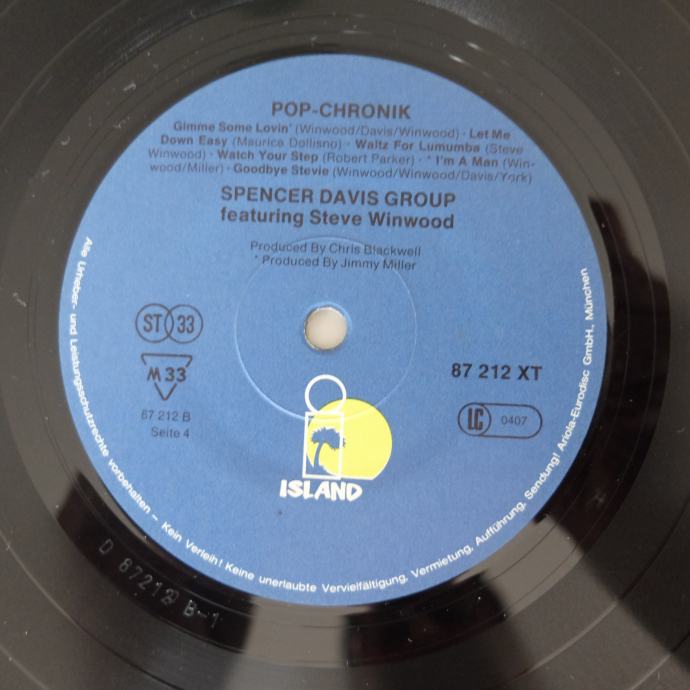 POP-CHRONIK
Gimme Some Lovin' (Winwood/Davis/Winwood) · Let Me
Down Easy (Maurice Dollisno) · Waltz For Lumumba (Steve
Winwood) · Watch Your Step (Robert Parker) · * I'm A Man (Win-
wood/Miller) · Goodbye Stevie (Winwood/Winwood/Davis/York)
SPENCER DAVIS GROUP
featuring Steve Winwood
Produced By Chris Blackwell
* Produced By Jimmy Miller
ST 33
M 33
87 212 B
Seite 4
87 212 XT
LC 0407
ISLAND
Alle Urheber- und Leistungsschutzrechte vorbehalten – Kein Verleih! Keine unerlaubte Vervielfältigung, Vermietung, Aufführung, Sendung! Ariola-Eurodisc GmbH., München
D 87212 B-1